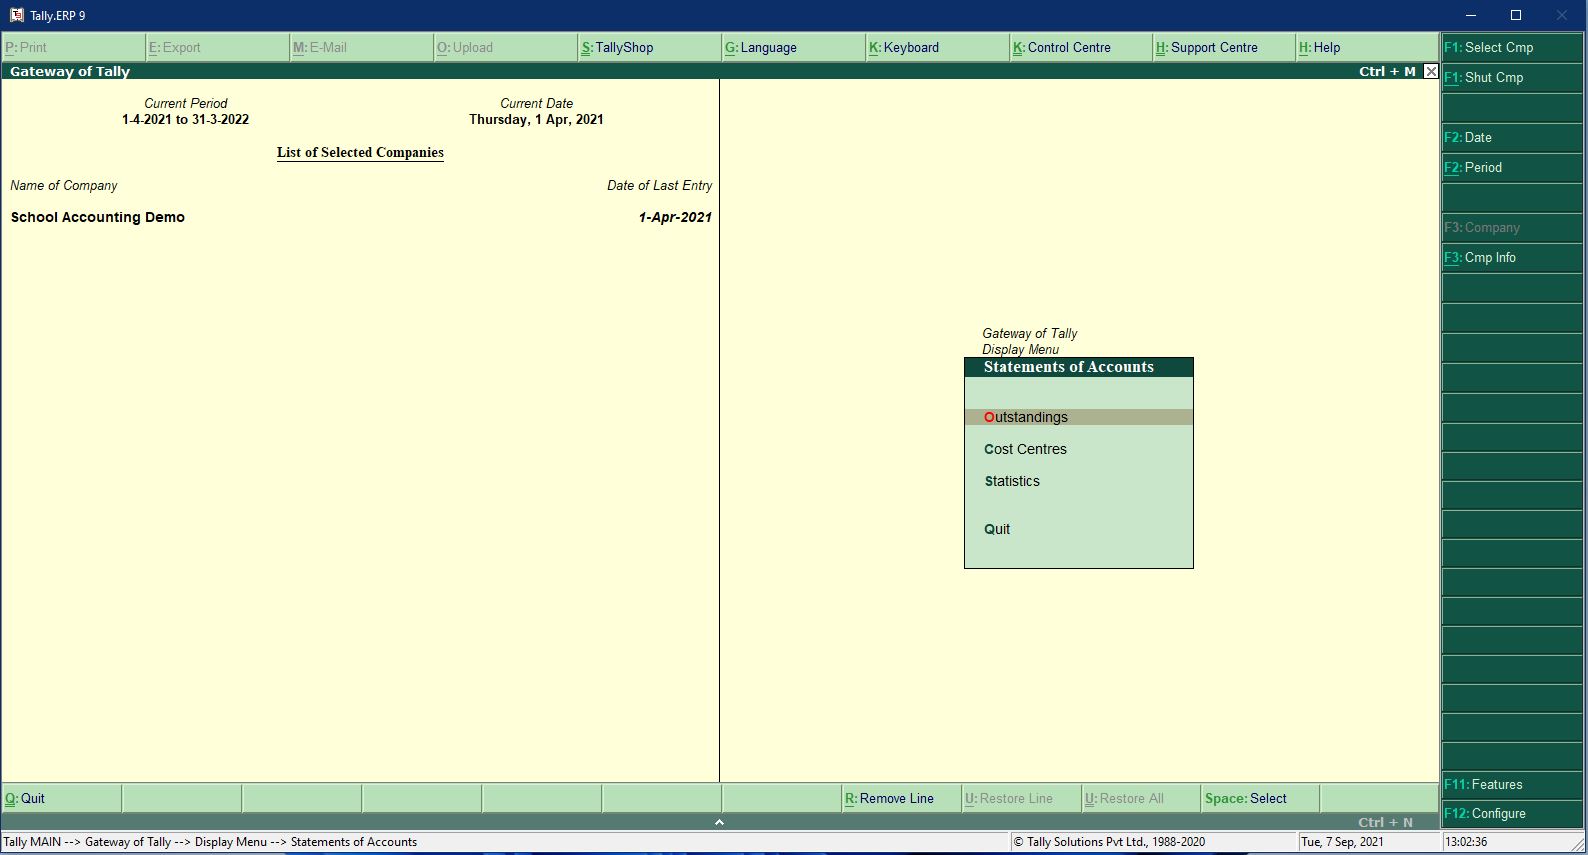 Tally.ERP 9
P: Print E: Export M: E-Mail O: Upload S: TallyShop G: Language K: Keyboard K: Control Centre H: Support Centre H: Help
Gateway of Tally Ctrl + M
Current Period Current Date
1-4-2021 to 31-3-2022 Thursday, 1 Apr, 2021
List of Selected Companies
Name of Company Date of Last Entry
School Accounting Demo 1-Apr-2021
Gateway of Tally
Display Menu
Statements of Accounts
Outstandings
Cost Centres
Statistics
Quit
F1: Select Cmp
F1: Shut Cmp
F2: Date
F2: Period
F3: Company
F3: Cmp Info
F11: Features
F12: Configure
Q: Quit R: Remove Line U: Restore Line U: Restore All Space: Select
Ctrl + N
Tally MAIN --> Gateway of Tally --> Display Menu --> Statements of Accounts © Tally Solutions Pvt Ltd., 1988-2020 Tue, 7 Sep, 2021 13:02:36